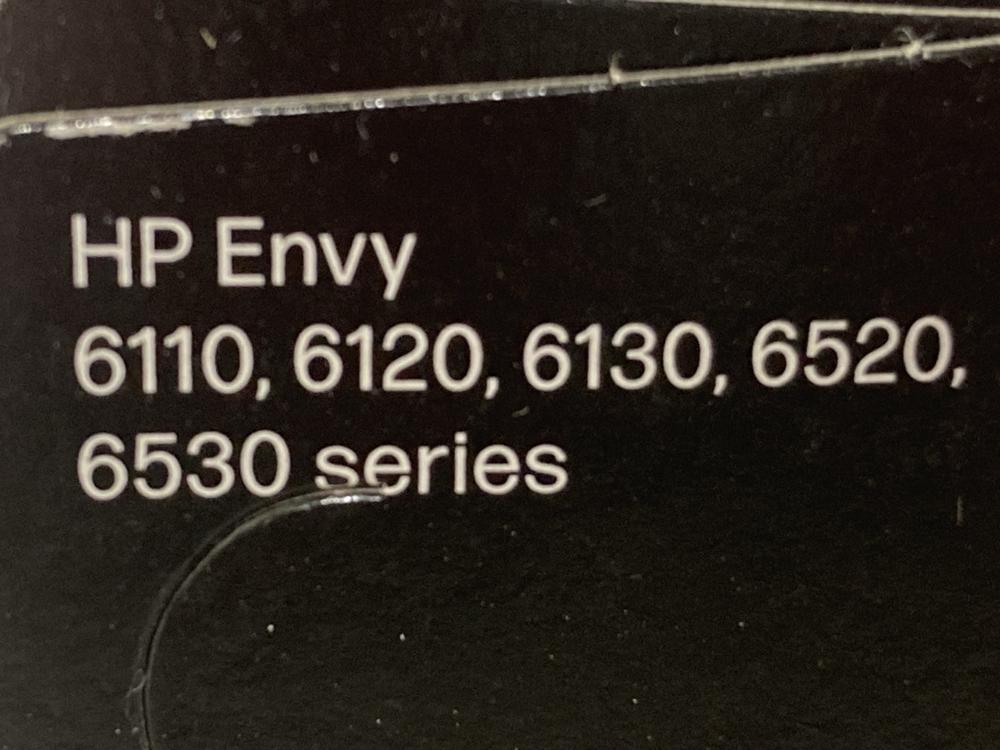 HP Envy
6110, 6120, 6130, 6520,
6530 series